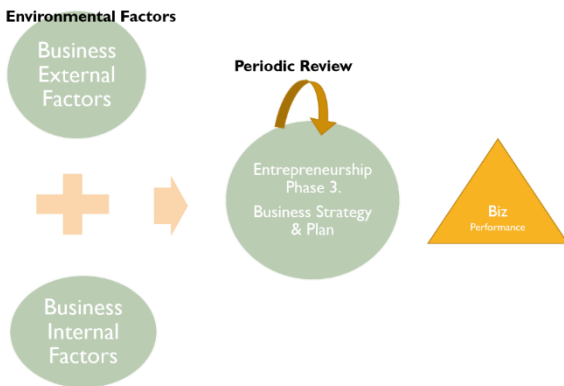 Environmental Factors
Business
External
Factors
Periodic Review
Entrepreneurship
Phase 3.
Business Strategy
& Plan
Biz
Performance
Business
Internal
Factors